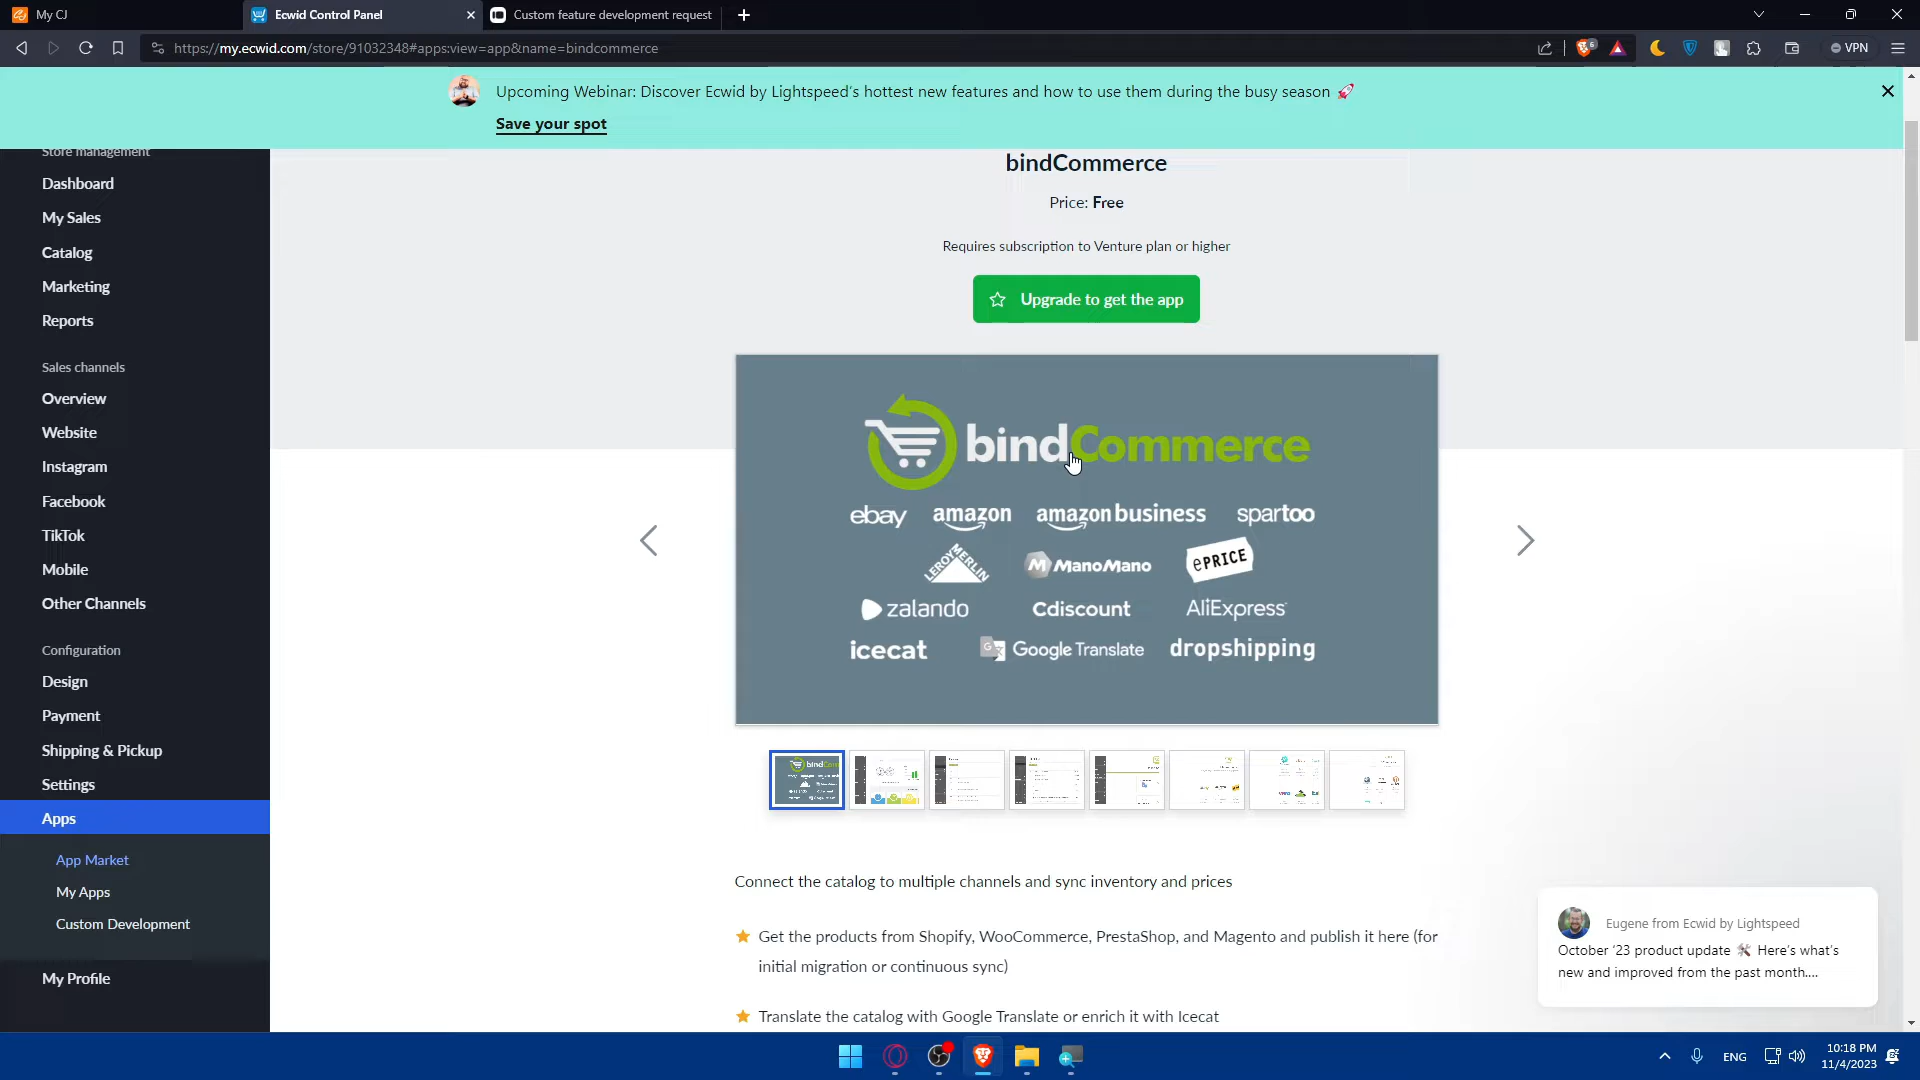 My CJ
Ecwid Control Panel
Custom feature development request
https://my.ecwid.com/store/91032348#apps:view=app&name=bindcommerce
VPN
Upcoming Webinar: Discover Ecwid by Lightspeed's hottest new features and how to use them during the busy season 🚀
Save your spot
Store management
Dashboard
My Sales
Catalog
Marketing
Reports
Sales channels
Overview
Website
Instagram
Facebook
TikTok
Mobile
Other Channels
Configuration
Design
Payment
Shipping & Pickup
Settings
Apps
App Market
My Apps
Custom Development
My Profile
bindCommerce
Price: Free
Requires subscription to Venture plan or higher
Upgrade to get the app
bindCommerce
ebay amazon amazon business spartoo
LEROY MERLIN ManoMano ePRICE
zalando Cdiscount AliExpress
icecat Google Translate dropshipping
Connect the catalog to multiple channels and sync inventory and prices
Get the products from Shopify, WooCommerce, PrestaShop, and Magento and publish it here (for
initial migration or continuous sync)
Translate the catalog with Google Translate or enrich it with Icecat
Eugene from Ecwid by Lightspeed
October '23 product update 🛠 Here's what's
new and improved from the past month....
ENG
10:18 PM
11/4/2023